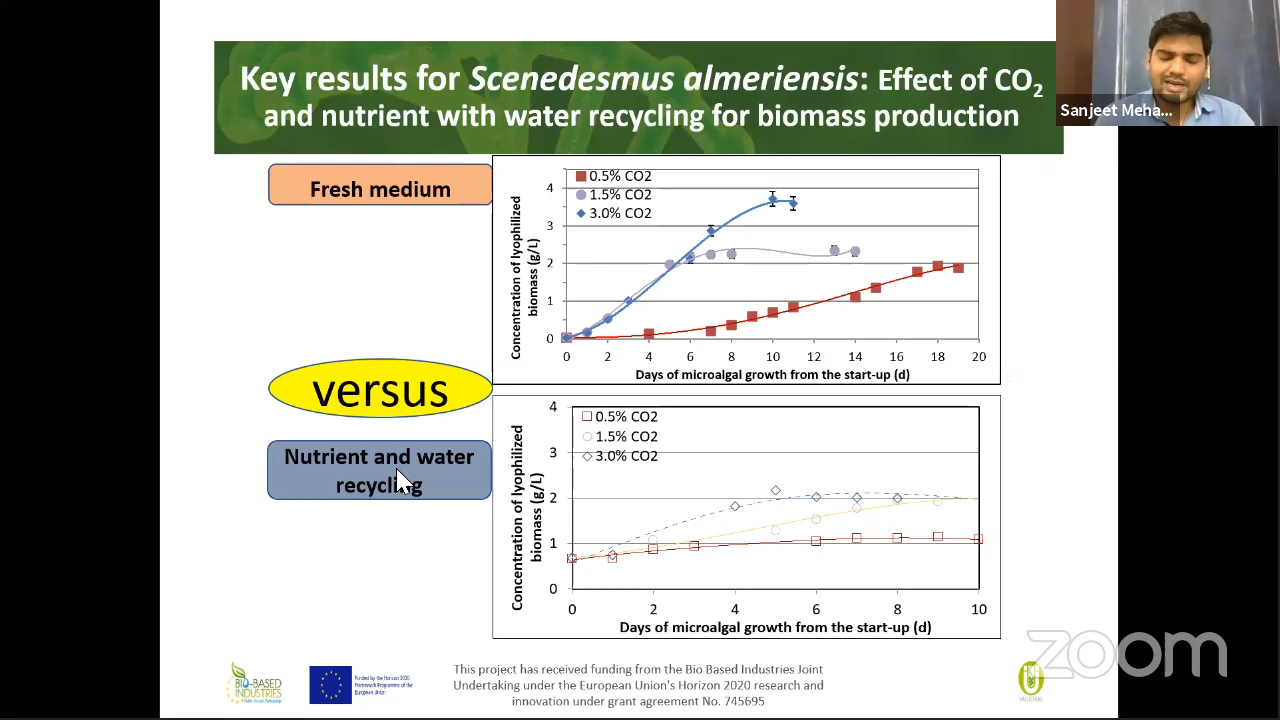 Key results for Scenedesmus almeriensis: Effect of CO2
and nutrient with water recycling for biomass production
Sanjeet Meha...
Fresh medium
versus
Nutrient and water
recycling
0.5% CO2
1.5% CO2
3.0% CO2
4
3
2
1
0
0 2 4 6 8 10 12 14 16 18 20
Concentration of lyophilized
biomass (g/L)
Days of microalgal growth from the start-up (d)
0.5% CO2
1.5% CO2
3.0% CO2
4
3
2
1
0
0 2 4 6 8 10
Concentration of lyophilized
biomass (g/L)
Days of microalgal growth from the start-up (d)
BIO-BASED
INDUSTRIES
Public-Private Partnership
Funded by the Horizon 2020
Framework Programme of the
European Union
This project has received funding from the Bio Based Industries Joint
Undertaking under the European Union's Horizon 2020 research and
innovation under grant agreement No. 745695
VALUEMAG
zoom